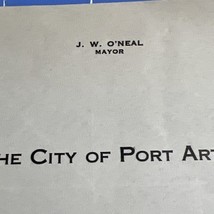 J. W. O'NEAL
MAYOR
HE CITY OF PORT ART